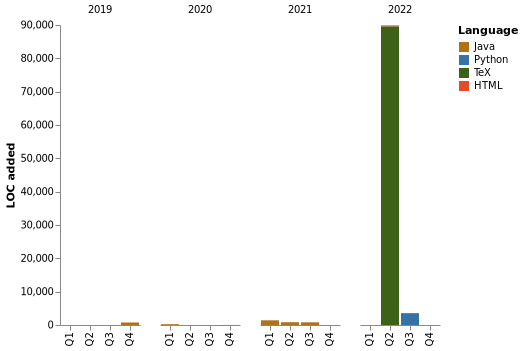 2019 2020 2021 2022
Language
Java
Python
TeX
HTML
LOC added
90,000
80,000
70,000
60,000
50,000
40,000
30,000
20,000
10,000
0
Q1 Q2 Q3 Q4 Q1 Q2 Q3 Q4 Q1 Q2 Q3 Q4 Q1 Q2 Q3 Q4